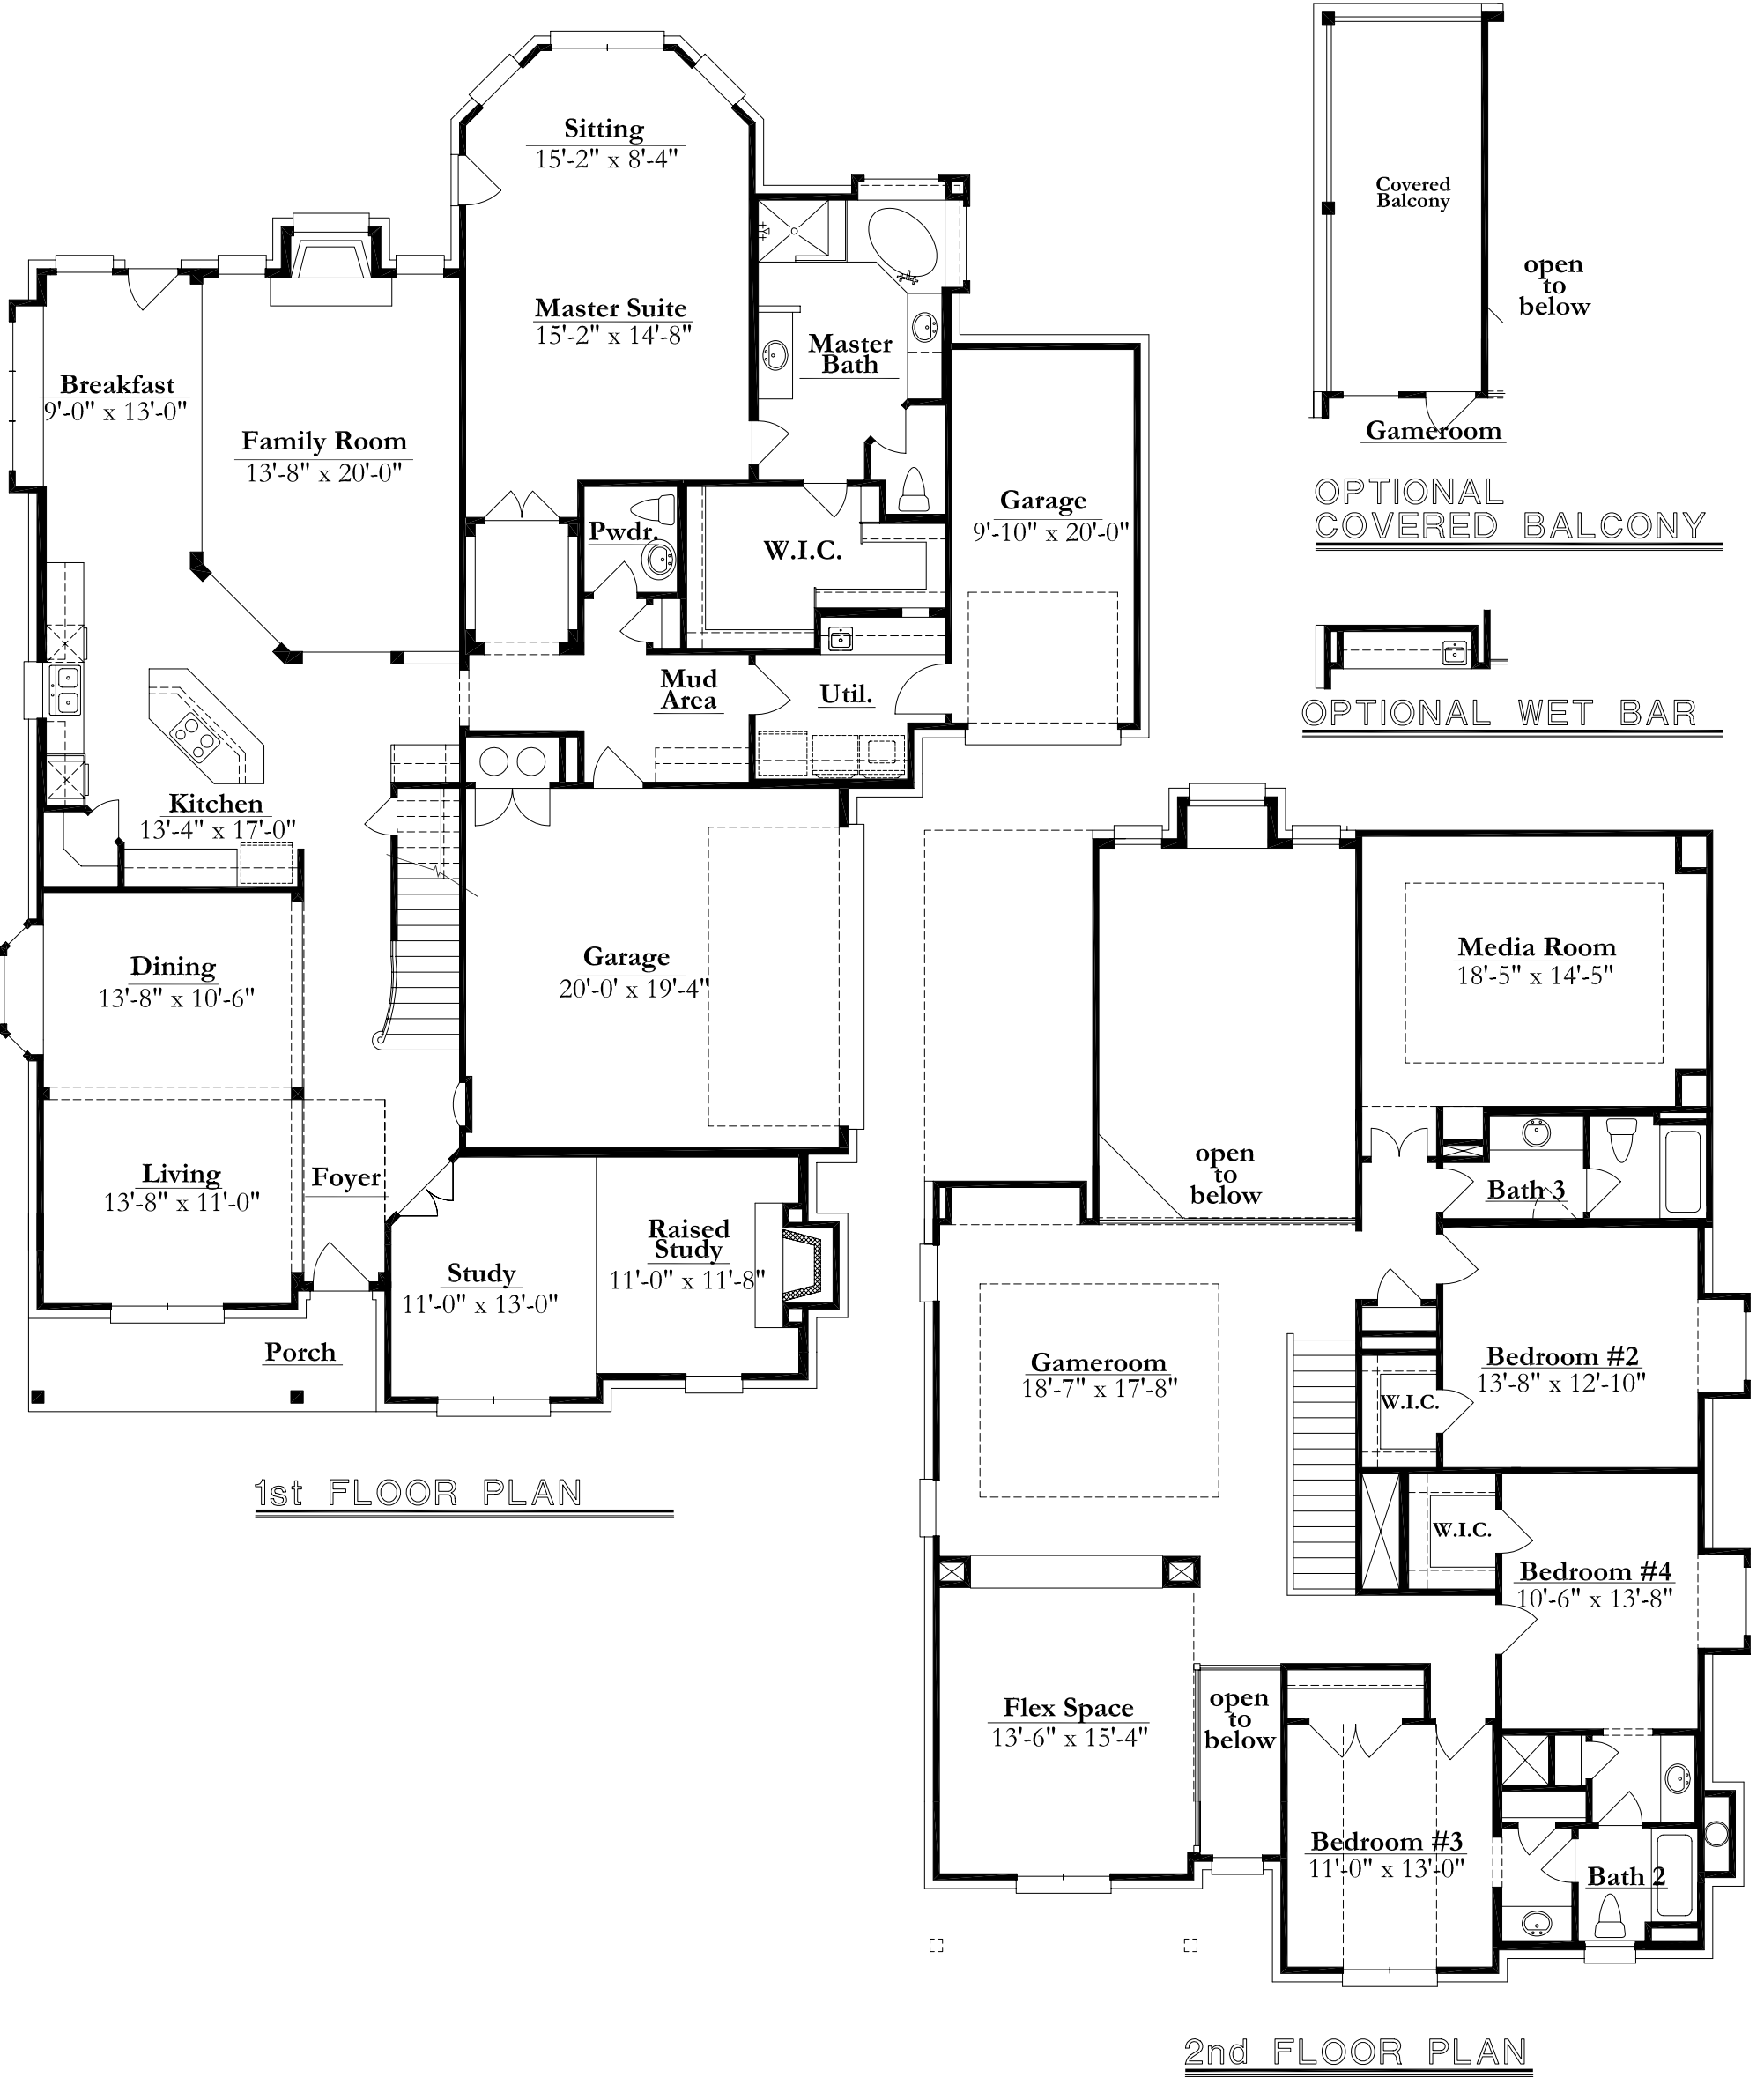 Sitting
15'-2" x 8'-4"
Master Suite
15'-2" x 14'-8"
Master
Bath
Breakfast
9'-0" x 13'-0"
Family Room
13'-8" x 20'-0"
Garage
9'-10" x 20'-0"
Pwdr.
W.I.C.
Mud
Area
Util.
Kitchen
13'-4" x 17'-0"
Dining
13'-8" x 10'-6"
Garage
20'-0' x 19'-4"
Living
13'-8" x 11'-0"
Foyer
Study
11'-0" x 13'-0"
Raised
Study
11'-0" x 11'-8"
Porch
1st FLOOR PLAN
Covered
Balcony
open
to
below
Gameroom
OPTIONAL
COVERED BALCONY
OPTIONAL WET BAR
Media Room
18'-5" x 14'-5"
open
to
below
Bath 3
Gameroom
18'-7" x 17'-8"
Bedroom #2
13'-8" x 12'-10"
W.I.C.
W.I.C.
Bedroom #4
10'-6" x 13'-8"
Flex Space
13'-6" x 15'-4"
open
to
below
Bedroom #3
11'-0" x 13'-0"
Bath 2
2nd FLOOR PLAN